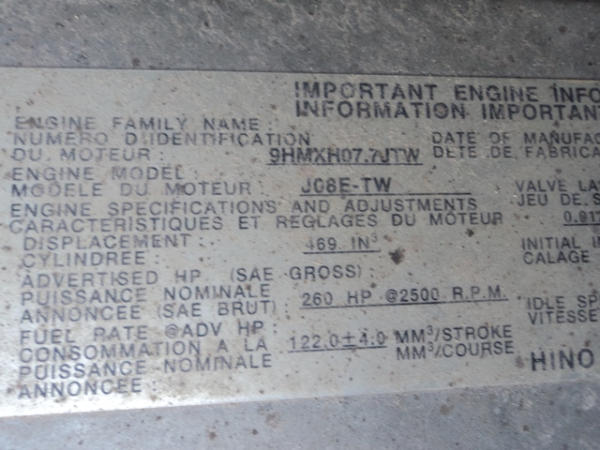 IMPORTANT ENGINE INFO
INFORMATION IMPORTAN
ENGINE FAMILY NAME :
NUMERO D'IDENTIFICATION DATE OF MANUFAC
DU MOTEUR : 9HMXH07.7JTW DETE DE FABRICA
ENGINE MODEL :
MODELE DU MOTEUR : J08E-TW VALVE LA
ENGINE SPECIFICATIONS AND ADJUSTMENTS JEU DE S
CARACTERISTIQUES ET REGLAGES DU MOTEUR
DISPLACEMENT : 469 IN³ INITIAL IN
CYLINDREE : CALAGE
ADVERTISED HP (SAE GROSS) :
PUISSANCE NOMINALE 260 HP @2500 R.P.M.
ANNONCEE (SAE BRUT) : IDLE SP
FUEL RATE @ADV HP : VITESSE
CONSOMMATION A LA 122.0±4.0 MM³/STROKE
PUISSANCE NOMINALE MM³/COURSE
ANNONCEE : HINO